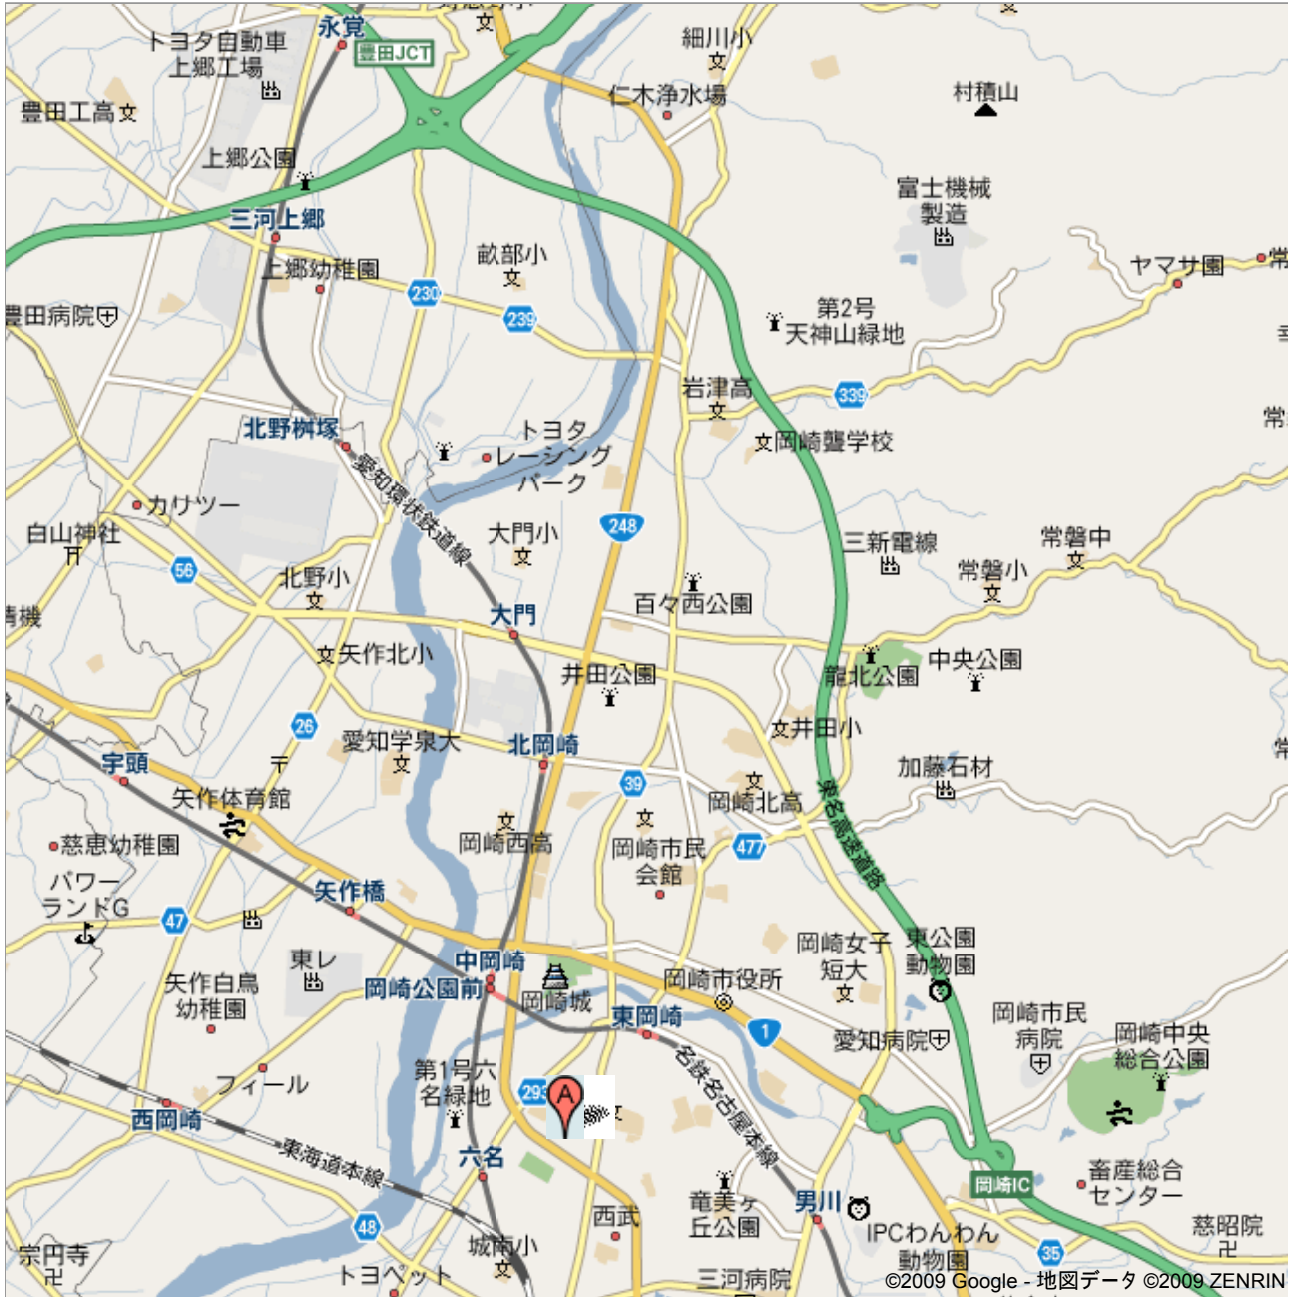 永覚
豊田JCT
トヨタ自動車
上郷工場
細川小
仁木浄水場
村積山
豊田工高
上郷公園
三河上郷
富士機械
製造
畝部小
上郷幼稚園
ヤマサ園
常
230
239
豊田病院
第2号
天神山緑地
岩津高
339
北野桝塚
トヨタ
レーシング
パーク
岡崎聾学校
常
愛知環状鉄道線
カリツー
白山神社
248
大門小
三新電線
常磐中
56
北野小
常磐小
百々西公園
大門
矢作北小
井田公園
龍北公園
中央公園
26
愛知学泉大
北岡崎
井田小
宇頭
39
加藤石材
矢作体育館
岡崎北高
東名高速道路
慈恵幼稚園
岡崎西高
岡崎市民
会館
477
パワー
ランドG
矢作橋
47
東レ
中岡崎
岡崎女子
短大
東公園
動物園
矢作白鳥
幼稚園
岡崎公園前
岡崎城
岡崎市役所
東岡崎
1
愛知病院
岡崎市民
病院
岡崎中央
総合公園
フィール
第1号六
名緑地
293
A
名鉄名古屋本線
西岡崎
東海道本線
六名
岡崎IC
畜産総合
センター
竜美ヶ
丘公園
男川
48
西武
IPCわんわん
動物園
35
慈昭院
宗円寺
城南小
トヨペット
三河病院
©2009 Google - 地図データ ©2009 ZENRIN